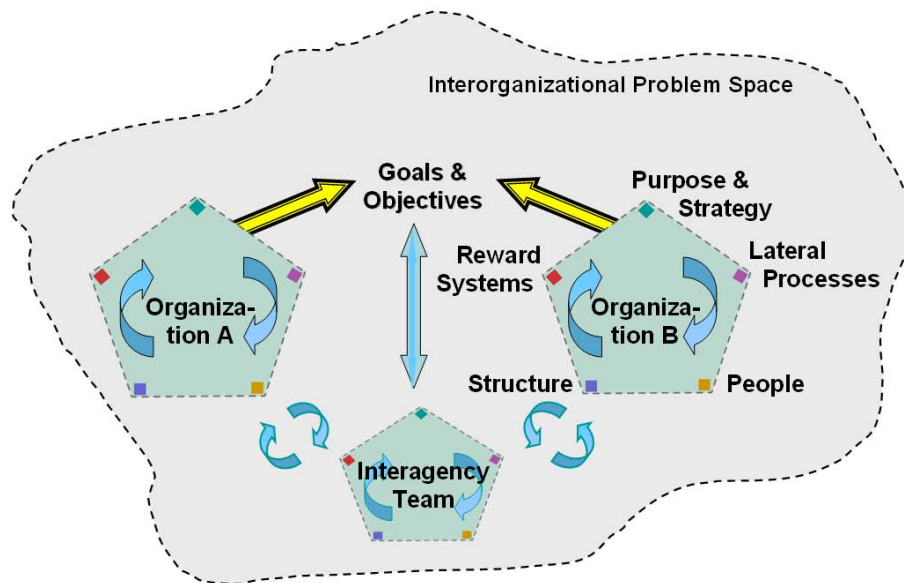 Interorganizational Problem Space
Goals &
Objectives
Purpose &
Strategy
Reward
Systems
Lateral
Processes
Organiza-
tion A
Organiza-
tion B
Structure
People
Interagency
Team